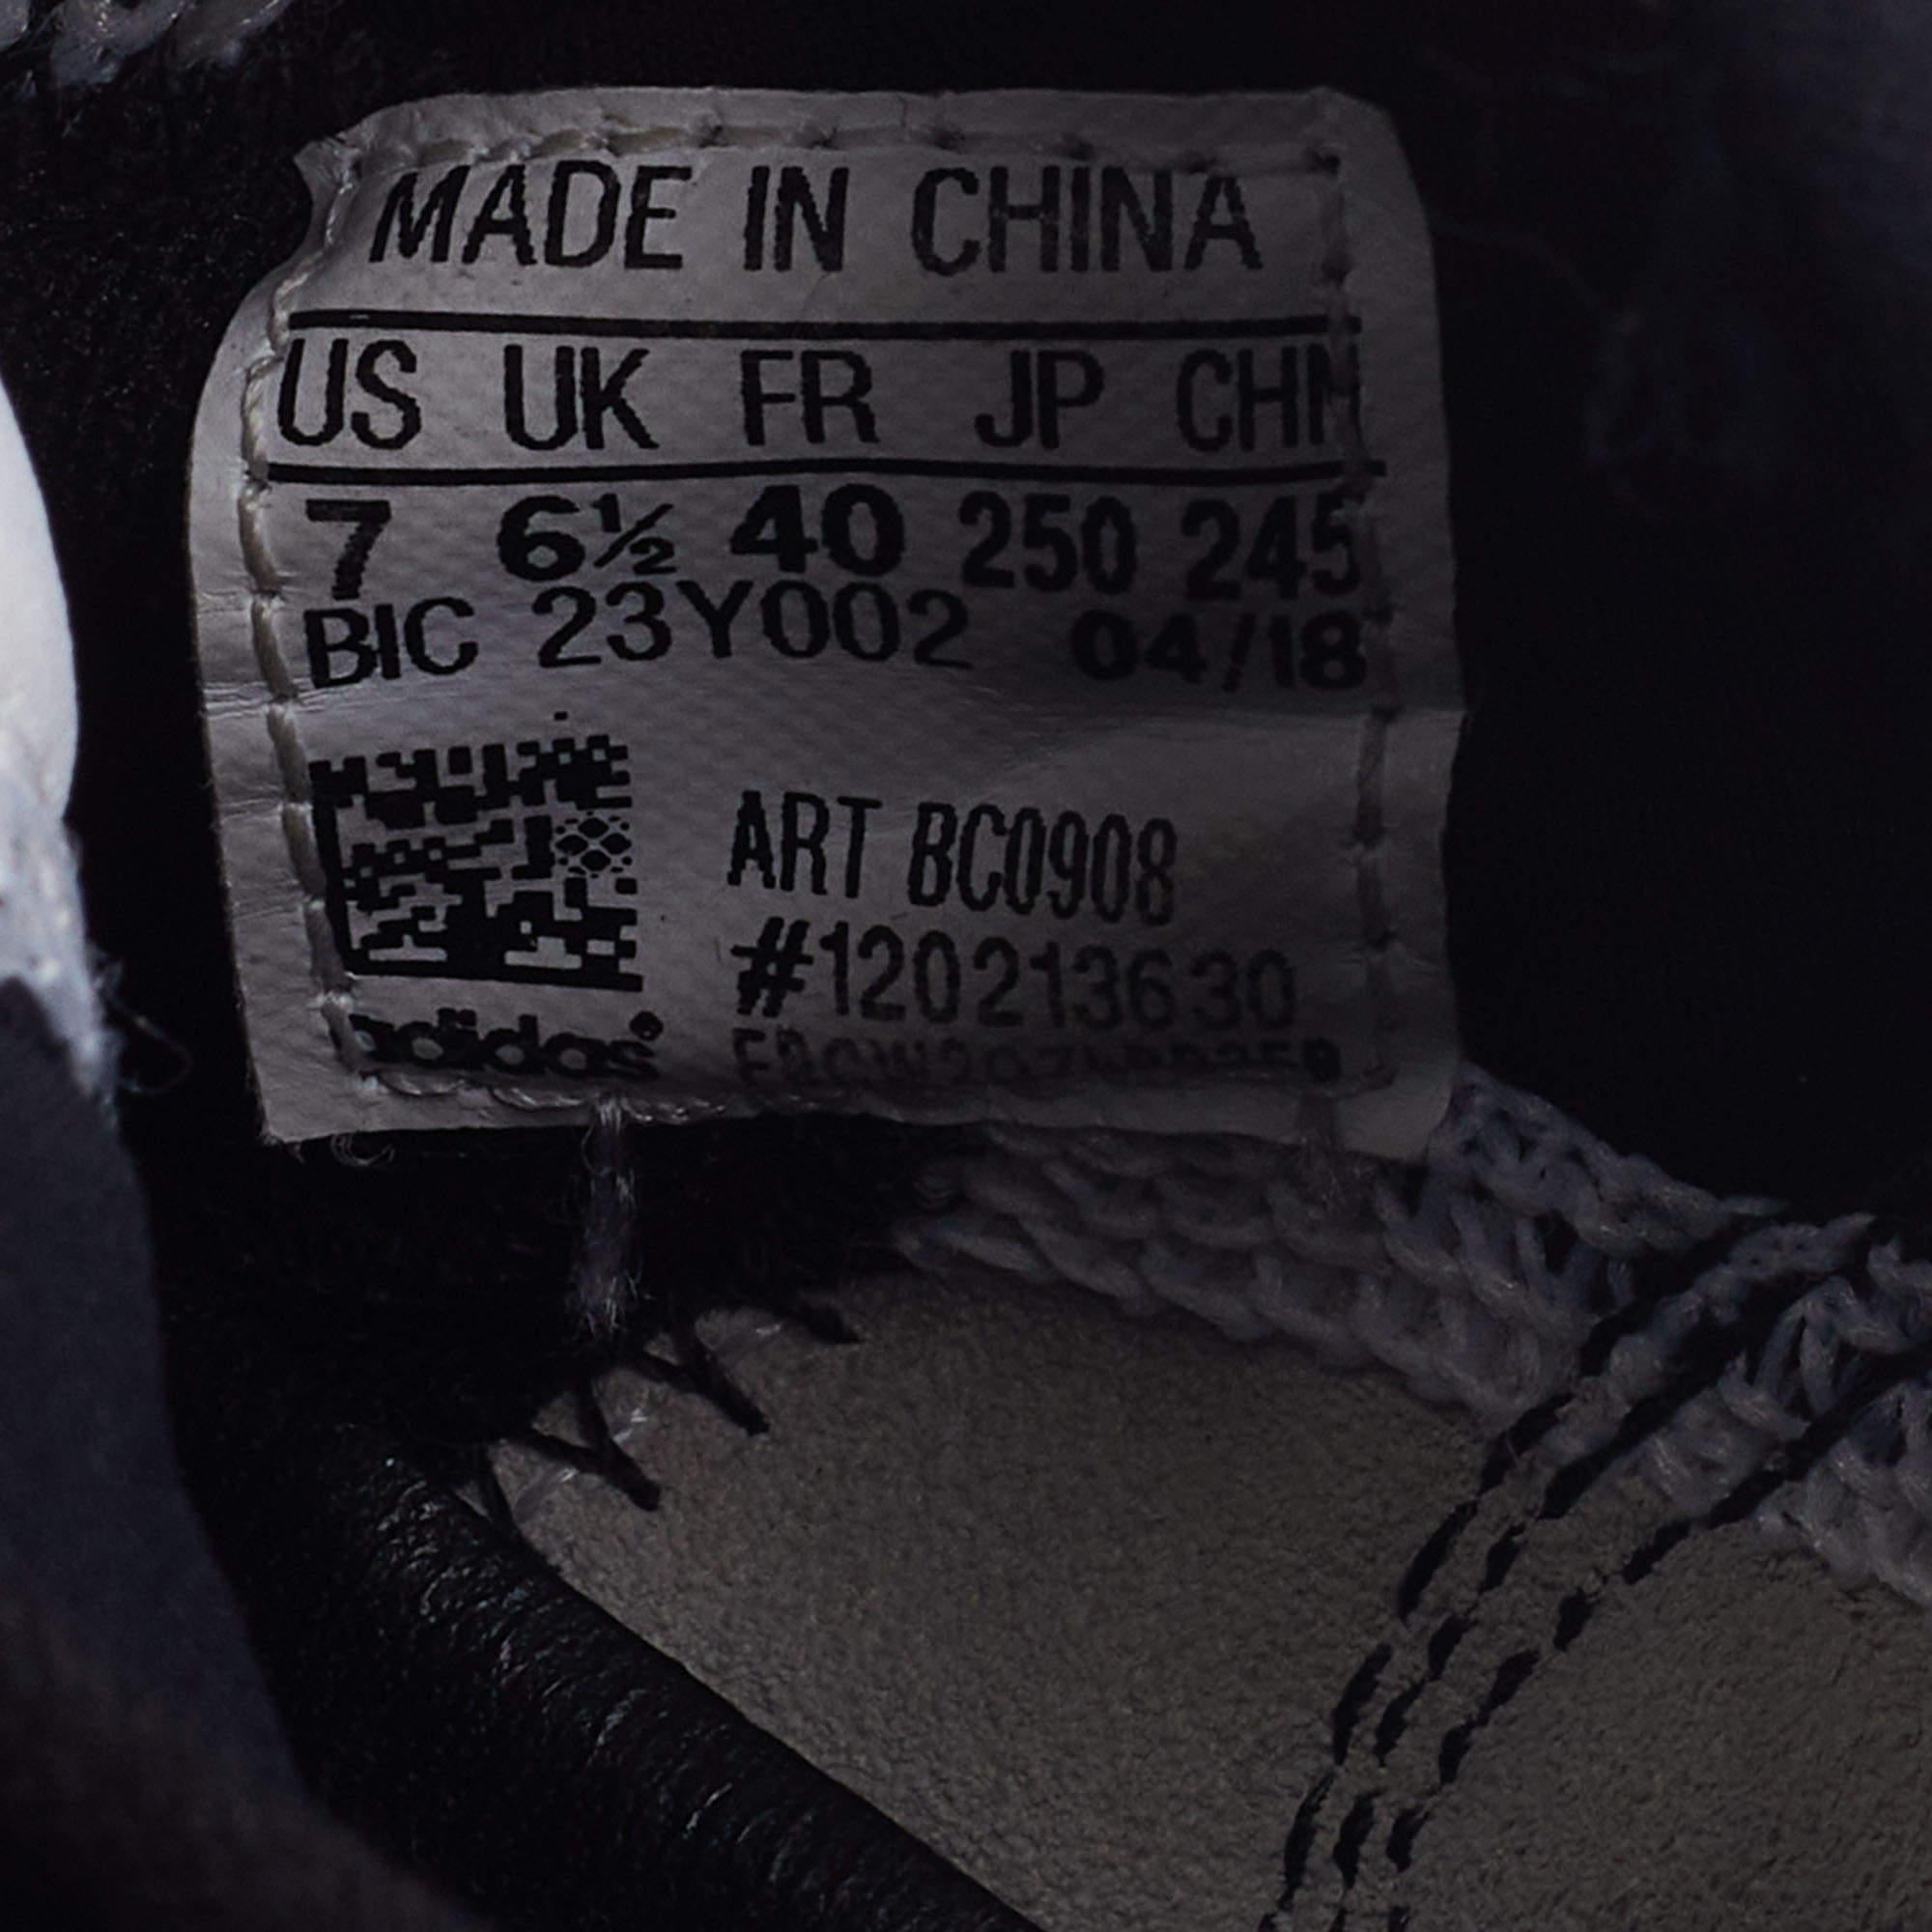 MADE IN CHINA
US UK FR JP CHN
7 6½ 40 250 245
BIC 23Y002 04/18
ART BC0908
#120213630
adidas